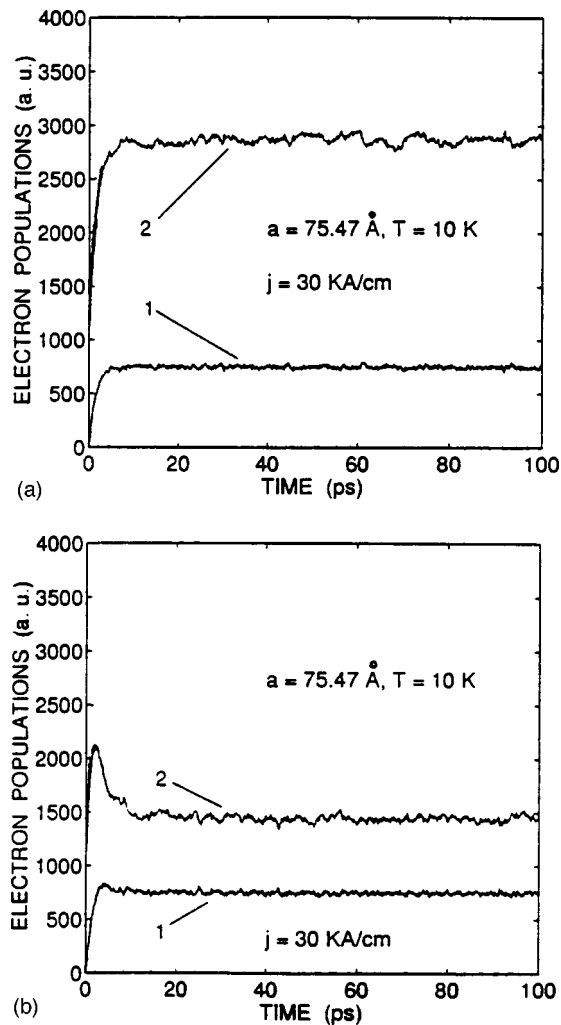 4000
3500
3000
2500
2000
1500
1000
500
0
ELECTRON POPULATIONS (a. u.)
2
a = 75.47 Å, T = 10 K
j = 30 KA/cm
1
0 20 40 60 80 100
TIME (ps)
(a)
4000
3500
3000
2500
2000
1500
1000
500
0
ELECTRON POPULATIONS (a. u.)
a = 75.47 Å, T = 10 K
2
1
j = 30 KA/cm
0 20 40 60 80 100
TIME (ps)
(b)